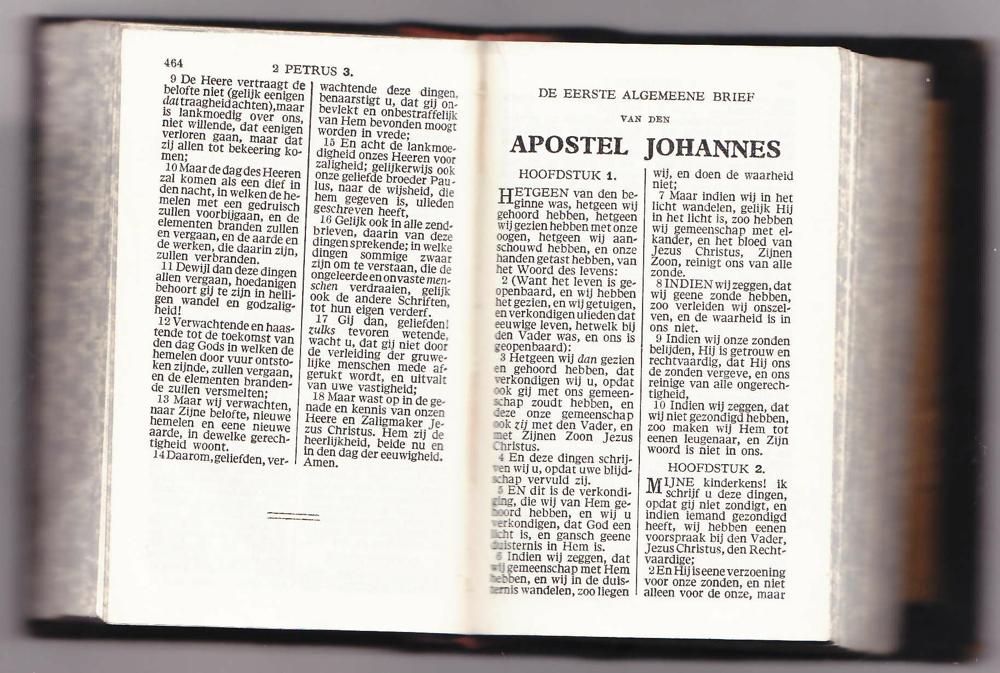 464
2 PETRUS 3.
9 De Heere vertraagt de
belofte niet (gelijk eenigen
dat traagheid achten), maar
is lankmoedig over ons,
niet willende, dat eenigen
verloren gaan, maar dat
zij allen tot bekeering ko-
men;
10 Maar de dag des Heeren
zal komen als een dief in
den nacht, in welken de he-
melen met een gedruisch
zullen voorbijgaan, en de
elementen branden zullen
en vergaan, en de aarde en
de werken, die daarin zijn,
zullen verbranden.
11 Dewijl dan deze dingen
allen vergaan, hoedanigen
behoort gij te zijn in heili-
gen wandel en godzalig-
heid!
12 Verwachtende en haas-
tende tot de toekomst van
den dag Gods in welken de
hemelen door vuur ontsto-
ken zijnde, zullen vergaan,
en de elementen branden-
de zullen versmelten;
13 Maar wij verwachten,
naar Zijne belofte, nieuwe
hemelen en eene nieuwe
aarde, in dewelke gerech-
tigheid woont.
14 Daarom, geliefden, ver-
wachtende deze dingen,
benaarstigt u, dat gij on-
bevlekt en onbestraffelijk
van Hem bevonden moogt
worden in vrede;
15 En acht de lankmoe-
digheid onzes Heeren voor
zaligheid; gelijkerwijs ook
onze geliefde broeder Pau-
lus, naar de wijsheid, die
hem gegeven is, ulieden
geschreven heeft,
16 Gelijk ook in alle zend-
brieven, daarin van deze
dingen sprekende; in welke
dingen sommige zwaar
zijn om te verstaan, die de
ongeleerde en onvaste men-
schen verdraaien, gelijk
ook de andere Schriften,
tot hun eigen verderf.
17 Gij dan, geliefden!
zulks tevoren wetende,
wacht u, dat gij niet door
de verleiding der gruwe-
lijke menschen mede af-
gerukt wordt, en uitvalt
van uwe vastigheid;
18 Maar wast op in de ge-
nade en kennis van onzen
Heere en Zaligmaker Je-
zus Christus. Hem zij de
heerlijkheid, beide nu en
in den dag der eeuwigheid.
Amen.
DE EERSTE ALGEMEENE BRIEF
VAN DEN
APOSTEL JOHANNES
HOOFDSTUK 1.
HETGEEN van den be-
ginne was, hetgeen wij
gehoord hebben, hetgeen
wij gezien hebben met onze
oogen, hetgeen wij aan-
schouwd hebben, en onze
handen getast hebben, van
het Woord des levens:
2 (Want het leven is ge-
openbaard, en wij hebben
het gezien, en wij getuigen,
en verkondigen ulieden dat
eeuwige leven, hetwelk bij
den Vader was, en ons is
geopenbaard):
3 Hetgeen wij dan gezien
en gehoord hebben, dat
verkondigen wij u, opdat
ook gij met ons gemeen-
schap zoudt hebben, en
deze onze gemeenschap
ook zij met den Vader, en
met Zijnen Zoon Jezus
Christus.
4 En deze dingen schrij-
ven wij u, opdat uwe blijd-
schap vervuld zij.
5 EN dit is de verkondi-
ging, die wij van Hem ge-
hoord hebben, en wij u
verkondigen, dat God een
licht is, en gansch geene
duisternis in Hem is.
6 Indien wij zeggen, dat
wij gemeenschap met Hem
hebben, en wij in de duis-
ternis wandelen, zoo liegen
wij, en doen de waarheid
niet;
7 Maar indien wij in het
licht wandelen, gelijk Hij
in het licht is, zoo hebben
wij gemeenschap met el-
kander, en het bloed van
Jezus Christus, Zijnen
Zoon, reinigt ons van alle
zonde.
8 INDIEN wij zeggen, dat
wij geene zonde hebben,
zoo verleiden wij onszel-
ven, en de waarheid is in
ons niet.
9 Indien wij onze zonden
belijden, Hij is getrouw en
rechtvaardig, dat Hij ons
de zonden vergeve, en ons
reinige van alle ongerech-
tigheid,
10 Indien wij zeggen, dat
wij niet gezondigd hebben,
zoo maken wij Hem tot
eenen leugenaar, en Zijn
woord is niet in ons.
HOOFDSTUK 2.
MIJNE kinderkens! ik
schrijf u deze dingen,
opdat gij niet zondigt, en
indien iemand gezondigd
heeft, wij hebben eenen
voorspraak bij den Vader,
Jezus Christus, den Recht-
vaardige;
2 En Hij is eene verzoening
voor onze zonden, en niet
alleen voor de onze, maar